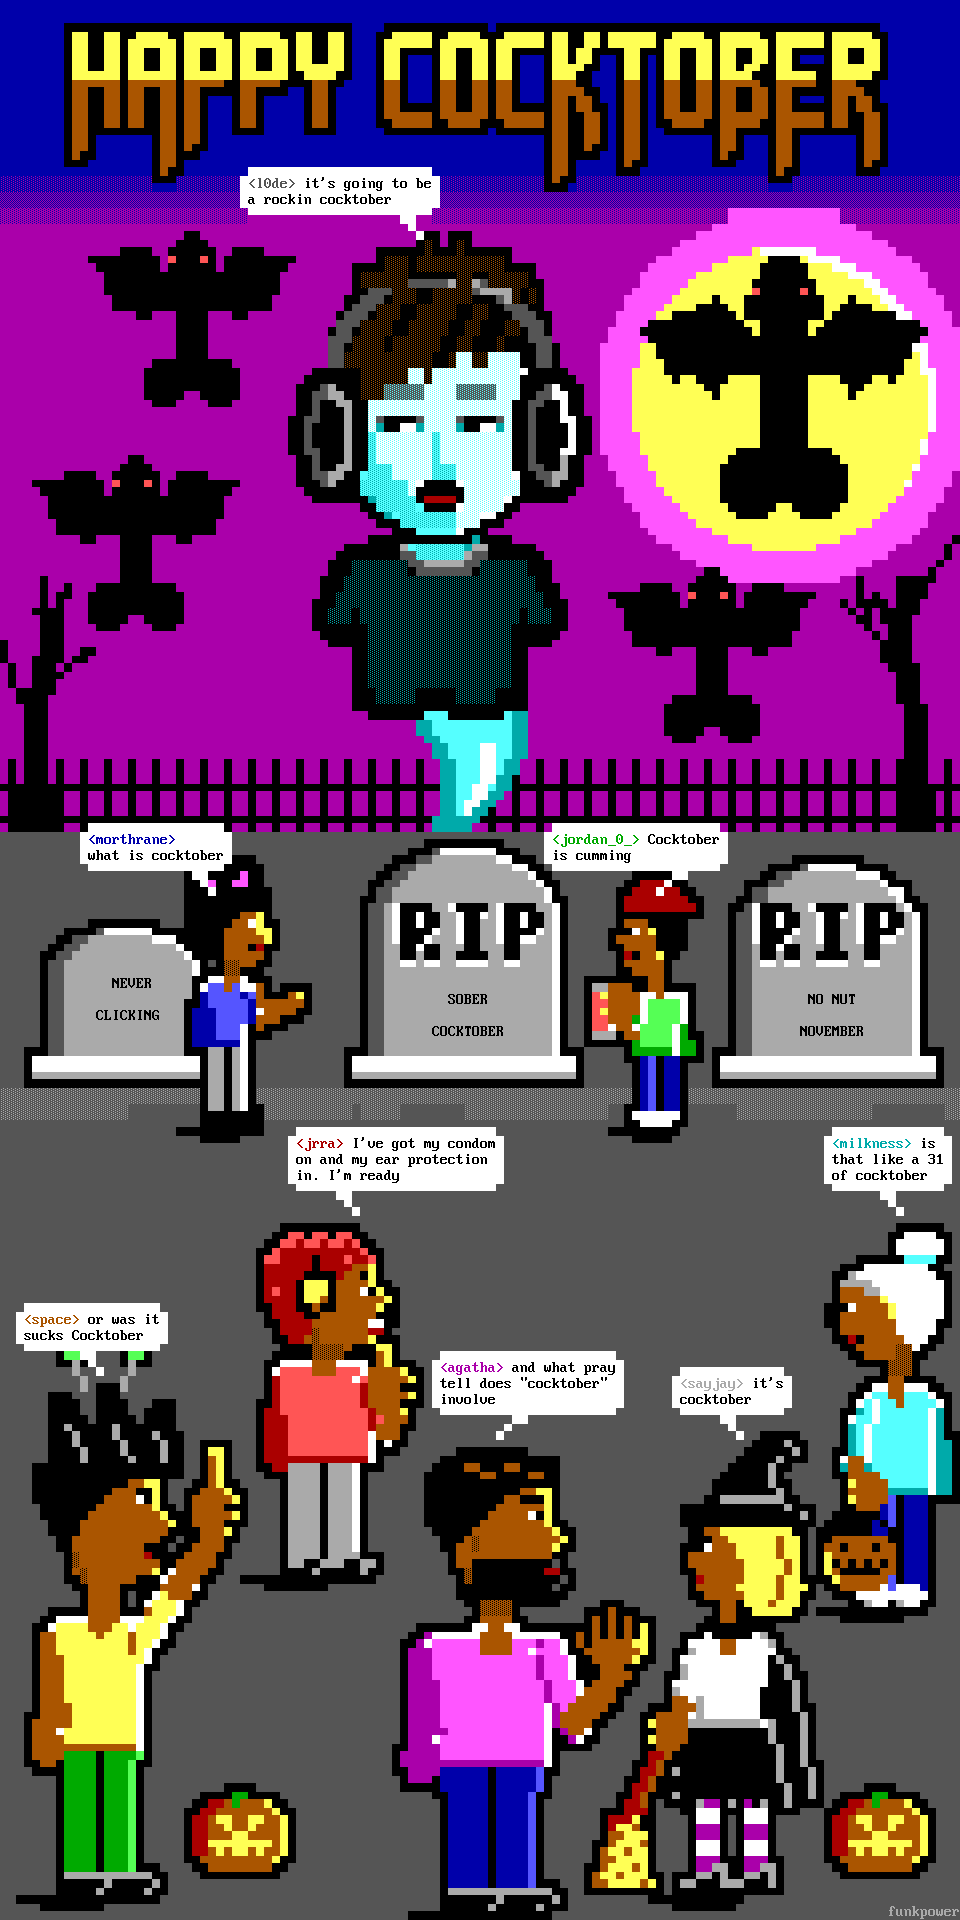 HAPPY COCKTOBER
<l0de> it's going to be
a rockin cocktober
<morthrane>
what is cocktober
<jordan_0_> Cocktober
is cumming
RIP
RIP
NEVER
CLICKING
SOBER
COCKTOBER
NO NUT
NOVEMBER
<jrra> I've got my condom
on and my ear protection
in. I'm ready
<milkness> is
that like a 31
of cocktober
<space> or was it
sucks Cocktober
<agatha> and what pray
tell does "cocktober"
involve
<sayjay> it's
cocktober
funkpower